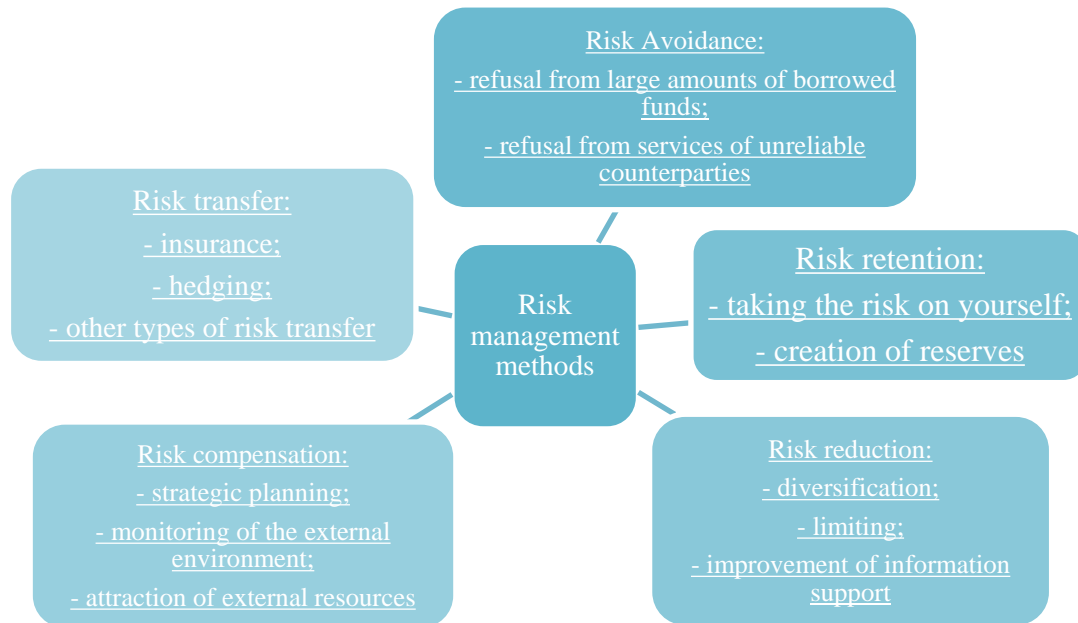 Risk Avoidance:
- refusal from large amounts of borrowed
funds;
- refusal from services of unreliable
counterparties
Risk transfer:
- insurance;
- hedging;
- other types of risk transfer
Risk
management
methods
Risk retention:
- taking the risk on yourself;
- creation of reserves
Risk compensation:
- strategic planning;
- monitoring of the external
environment;
- attraction of external resources
Risk reduction:
- diversification;
- limiting;
- improvement of information
support